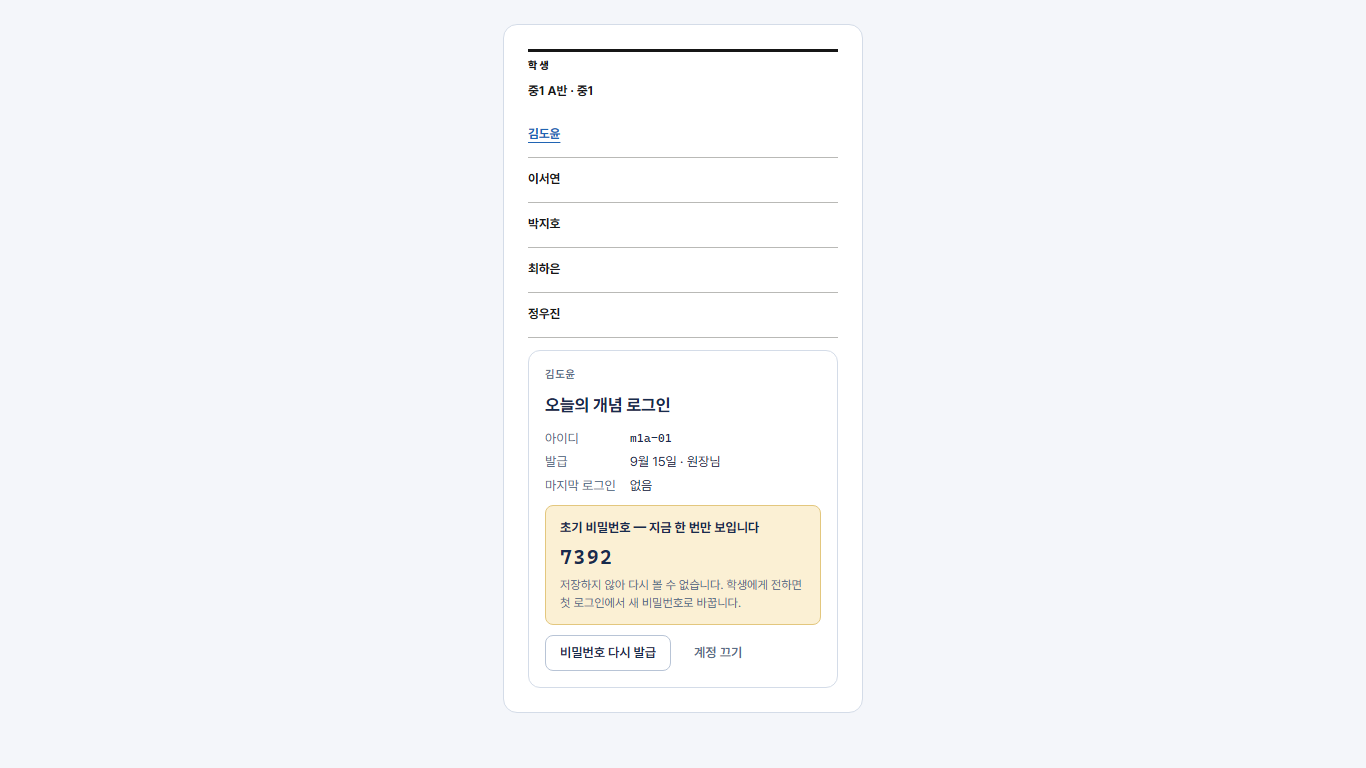 학생
중1 A반 · 중1
김도윤
이서연
박지호
최하은
정우진
김도윤
오늘의 개념 로그인
아이디 m1a-01
발급 9월 15일 · 원장님
마지막 로그인 없음
초기 비밀번호 — 지금 한 번만 보입니다
7392
저장하지 않아 다시 볼 수 없습니다. 학생에게 전하면
첫 로그인에서 새 비밀번호로 바꿉니다.
비밀번호 다시 발급 계정 끄기